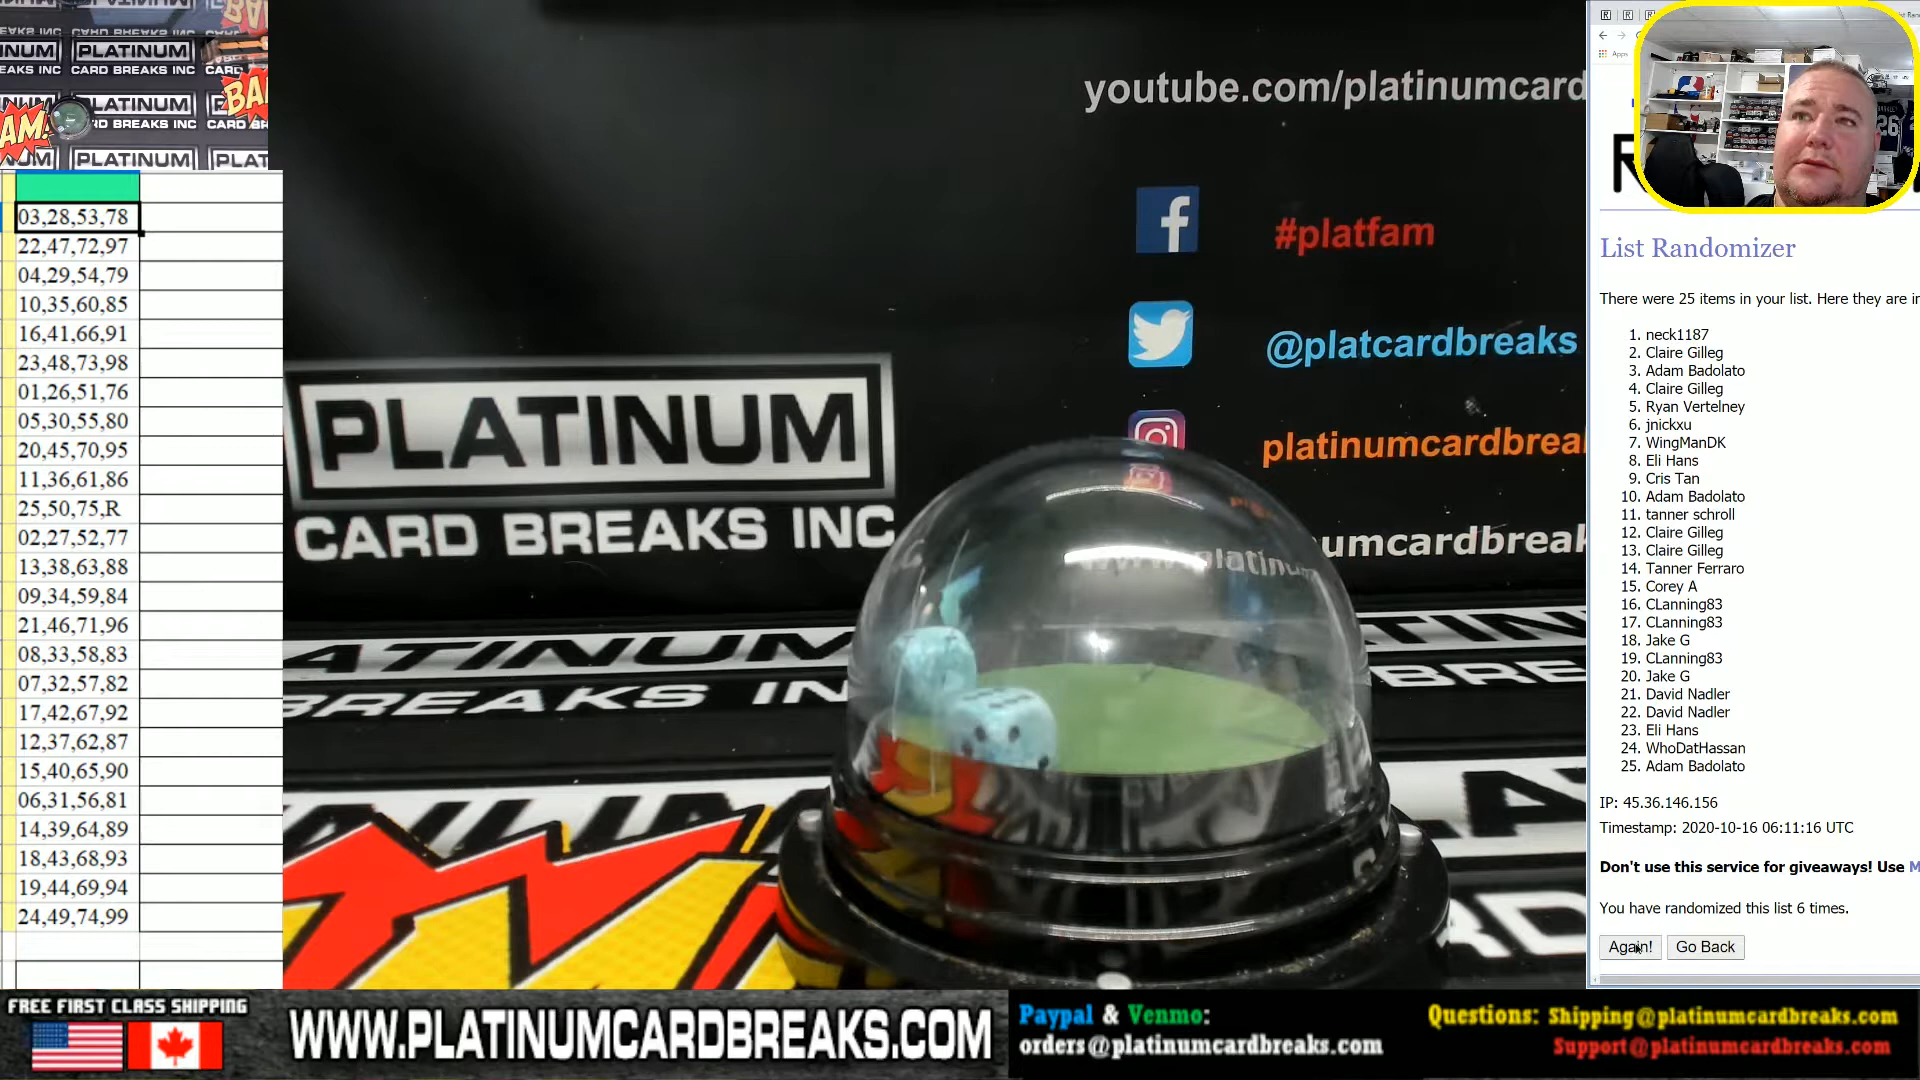 PLATINUM
CARD BREAKS INC
PLATINUM
PLATINUM
BAM!
03,28,53,78
22,47,72,97
04,29,54,79
10,35,60,85
16,41,66,91
23,48,73,98
01,26,51,76
05,30,55,80
20,45,70,95
11,36,61,86
25,50,75,R
02,27,52,77
13,38,63,88
09,34,59,84
21,46,71,96
08,33,58,83
07,32,57,82
17,42,67,92
12,37,62,87
15,40,65,90
06,31,56,81
14,39,64,89
18,43,68,93
19,44,69,94
24,49,74,99
youtube.com/platinumcard
#platfam
@platcardbreaks
platinumcardbreak
PLATINUM
CARD BREAKS INC
26
List Randomizer
There were 25 items in your list. Here they are in
1. neck1187
2. Claire Gilleg
3. Adam Badolato
4. Claire Gilleg
5. Ryan Vertelney
6. jnickxu
7. WingManDK
8. Eli Hans
9. Cris Tan
10. Adam Badolato
11. tanner schroll
12. Claire Gilleg
13. Claire Gilleg
14. Tanner Ferraro
15. Corey A
16. CLanning83
17. CLanning83
18. Jake G
19. CLanning83
20. Jake G
21. David Nadler
22. David Nadler
23. Eli Hans
24. WhoDatHassan
25. Adam Badolato
IP: 45.36.146.156
Timestamp: 2020-10-16 06:11:16 UTC
Don't use this service for giveaways! Use M
You have randomized this list 6 times.
Again! Go Back
FREE FIRST CLASS SHIPPING
WWW.PLATINUMCARDBREAKS.COM
Paypal & Venmo:
orders@platinumcardbreaks.com
Questions: Shipping@platinumcardbreaks.com
Support@platinumcardbreaks.com